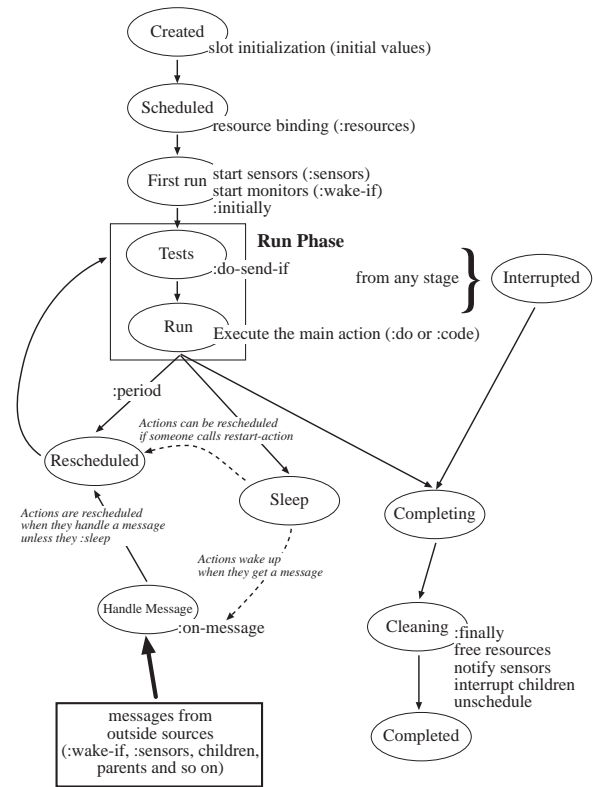 Created
slot initialization (initial values)
Scheduled
resource binding (:resources)
First run
start sensors (:sensors)
start monitors (:wake-if)
:initially
Run Phase
Tests
:do-send-if
from any stage
}
Interrupted
Run
Execute the main action (:do or :code)
:period
Actions can be rescheduled
if someone calls restart-action
Rescheduled
Sleep
Completing
Actions are rescheduled
when they handle a message
unless they :sleep
Actions wake up
when they get a message
Handle Message
:on-message
Cleaning
:finally
free resources
notify sensors
interrupt children
unschedule
messages from
outside sources
(:wake-if, :sensors, children,
parents and so on)
Completed